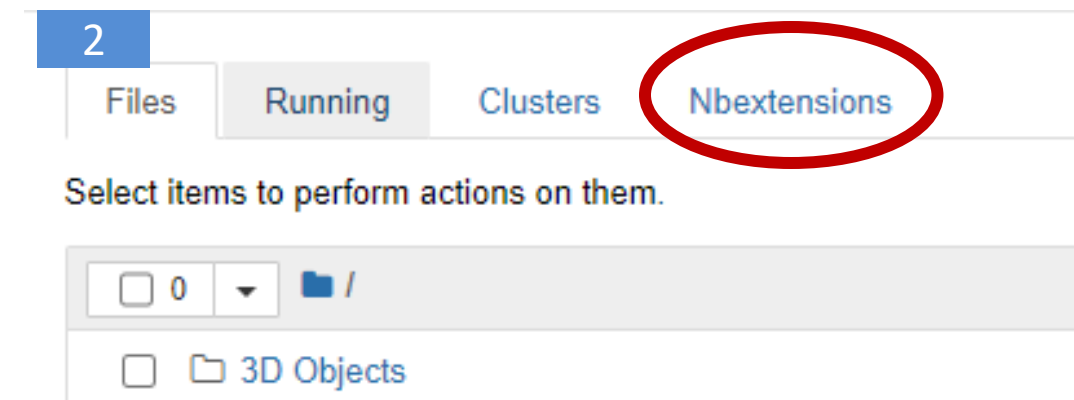 2
Files Running Clusters Nbextensions
Select items to perform actions on them.
0 /
3D Objects